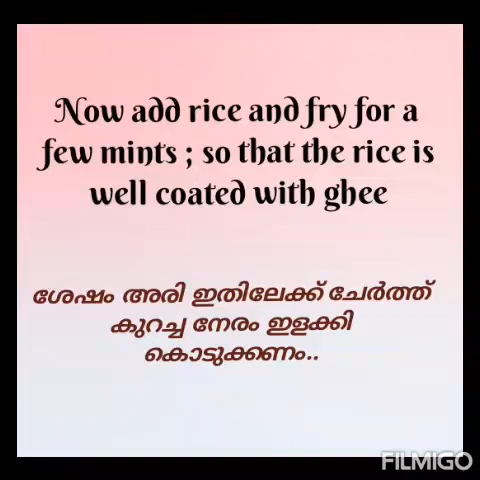 Now add rice and fry for a
few mints ; so that the rice is
well coated with ghee
ശേഷം അരി ഇതിലേക്ക് ചേർത്ത്
കുറച്ച നേരം ഇളക്കി
കൊടുക്കണം..
FILMIGO